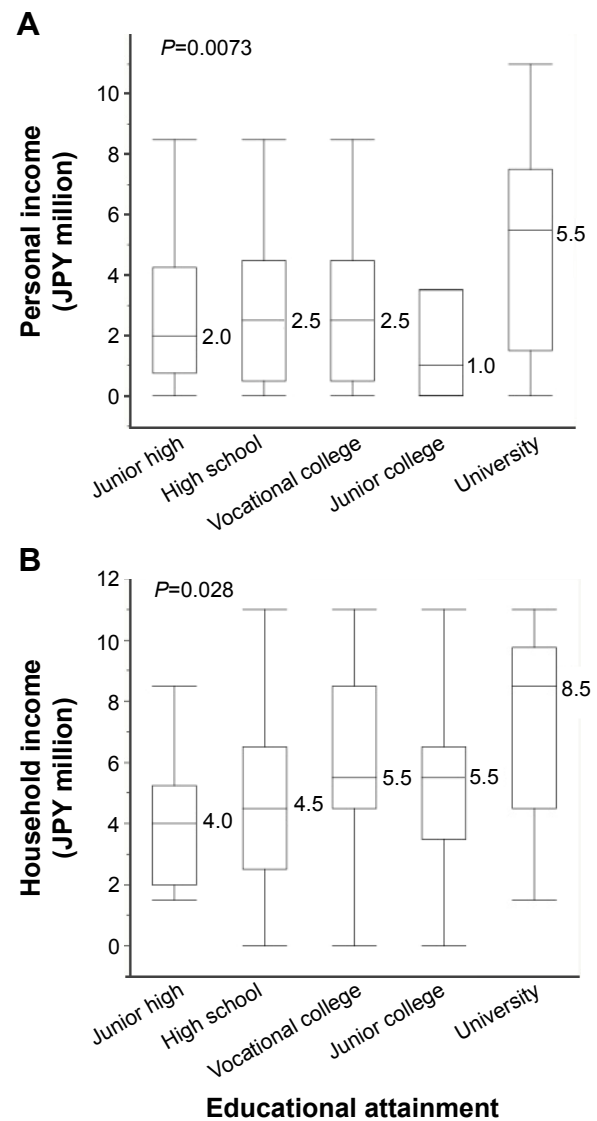 A
P=0.0073
Personal income
(JPY million)
10
8
6
4
2
0
2.0
2.5
2.5
1.0
5.5
Junior high
High school
Vocational college
Junior college
University
B
P=0.028
Household income
(JPY million)
12
10
8
6
4
2
0
4.0
4.5
5.5
5.5
8.5
Junior high
High school
Vocational college
Junior college
University
Educational attainment